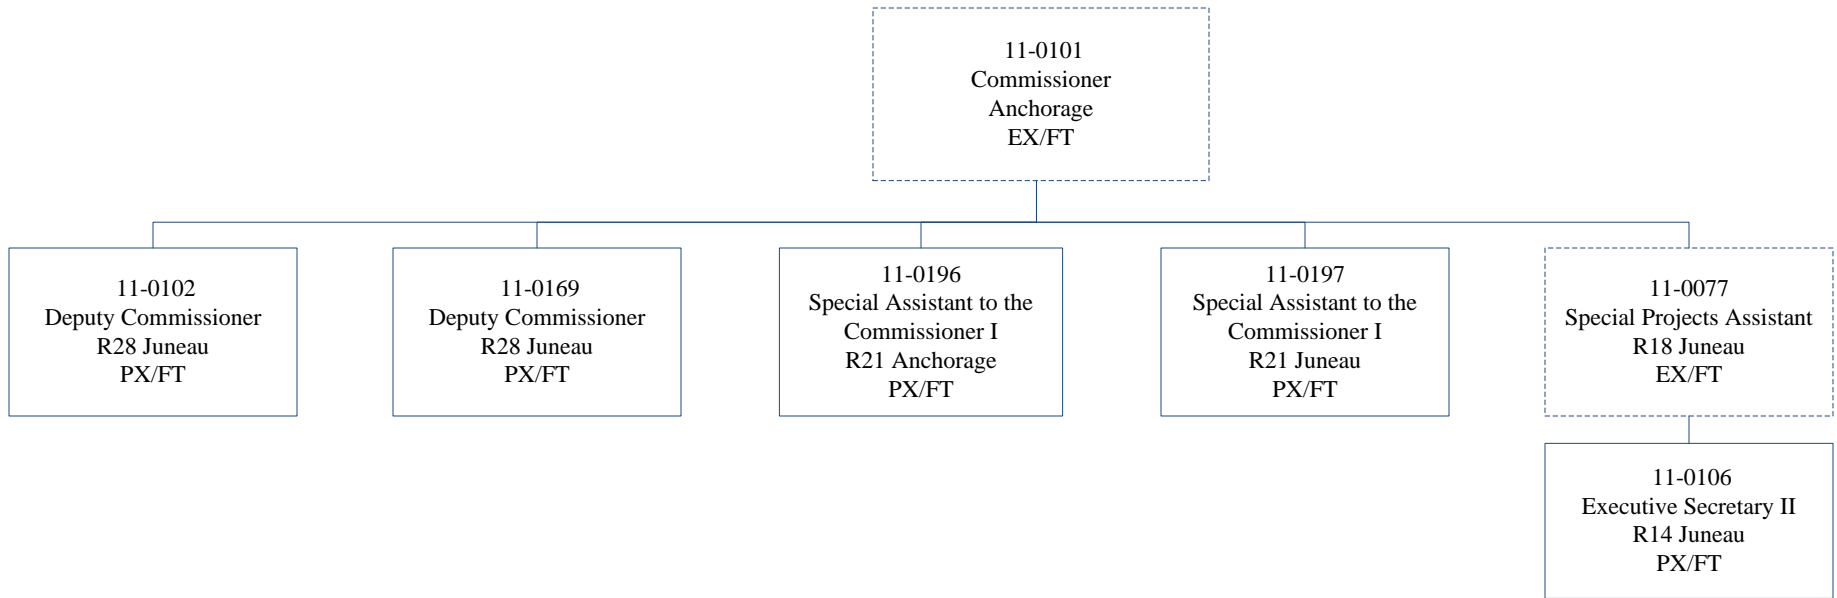 11-0101
Commissioner
Anchorage
EX/FT
11-0102
Deputy Commissioner
R28 Juneau
PX/FT
11-0169
Deputy Commissioner
R28 Juneau
PX/FT
11-0196
Special Assistant to the
Commissioner I
R21 Anchorage
PX/FT
11-0197
Special Assistant to the
Commissioner I
R21 Juneau
PX/FT
11-0077
Special Projects Assistant
R18 Juneau
EX/FT
11-0106
Executive Secretary II
R14 Juneau
PX/FT